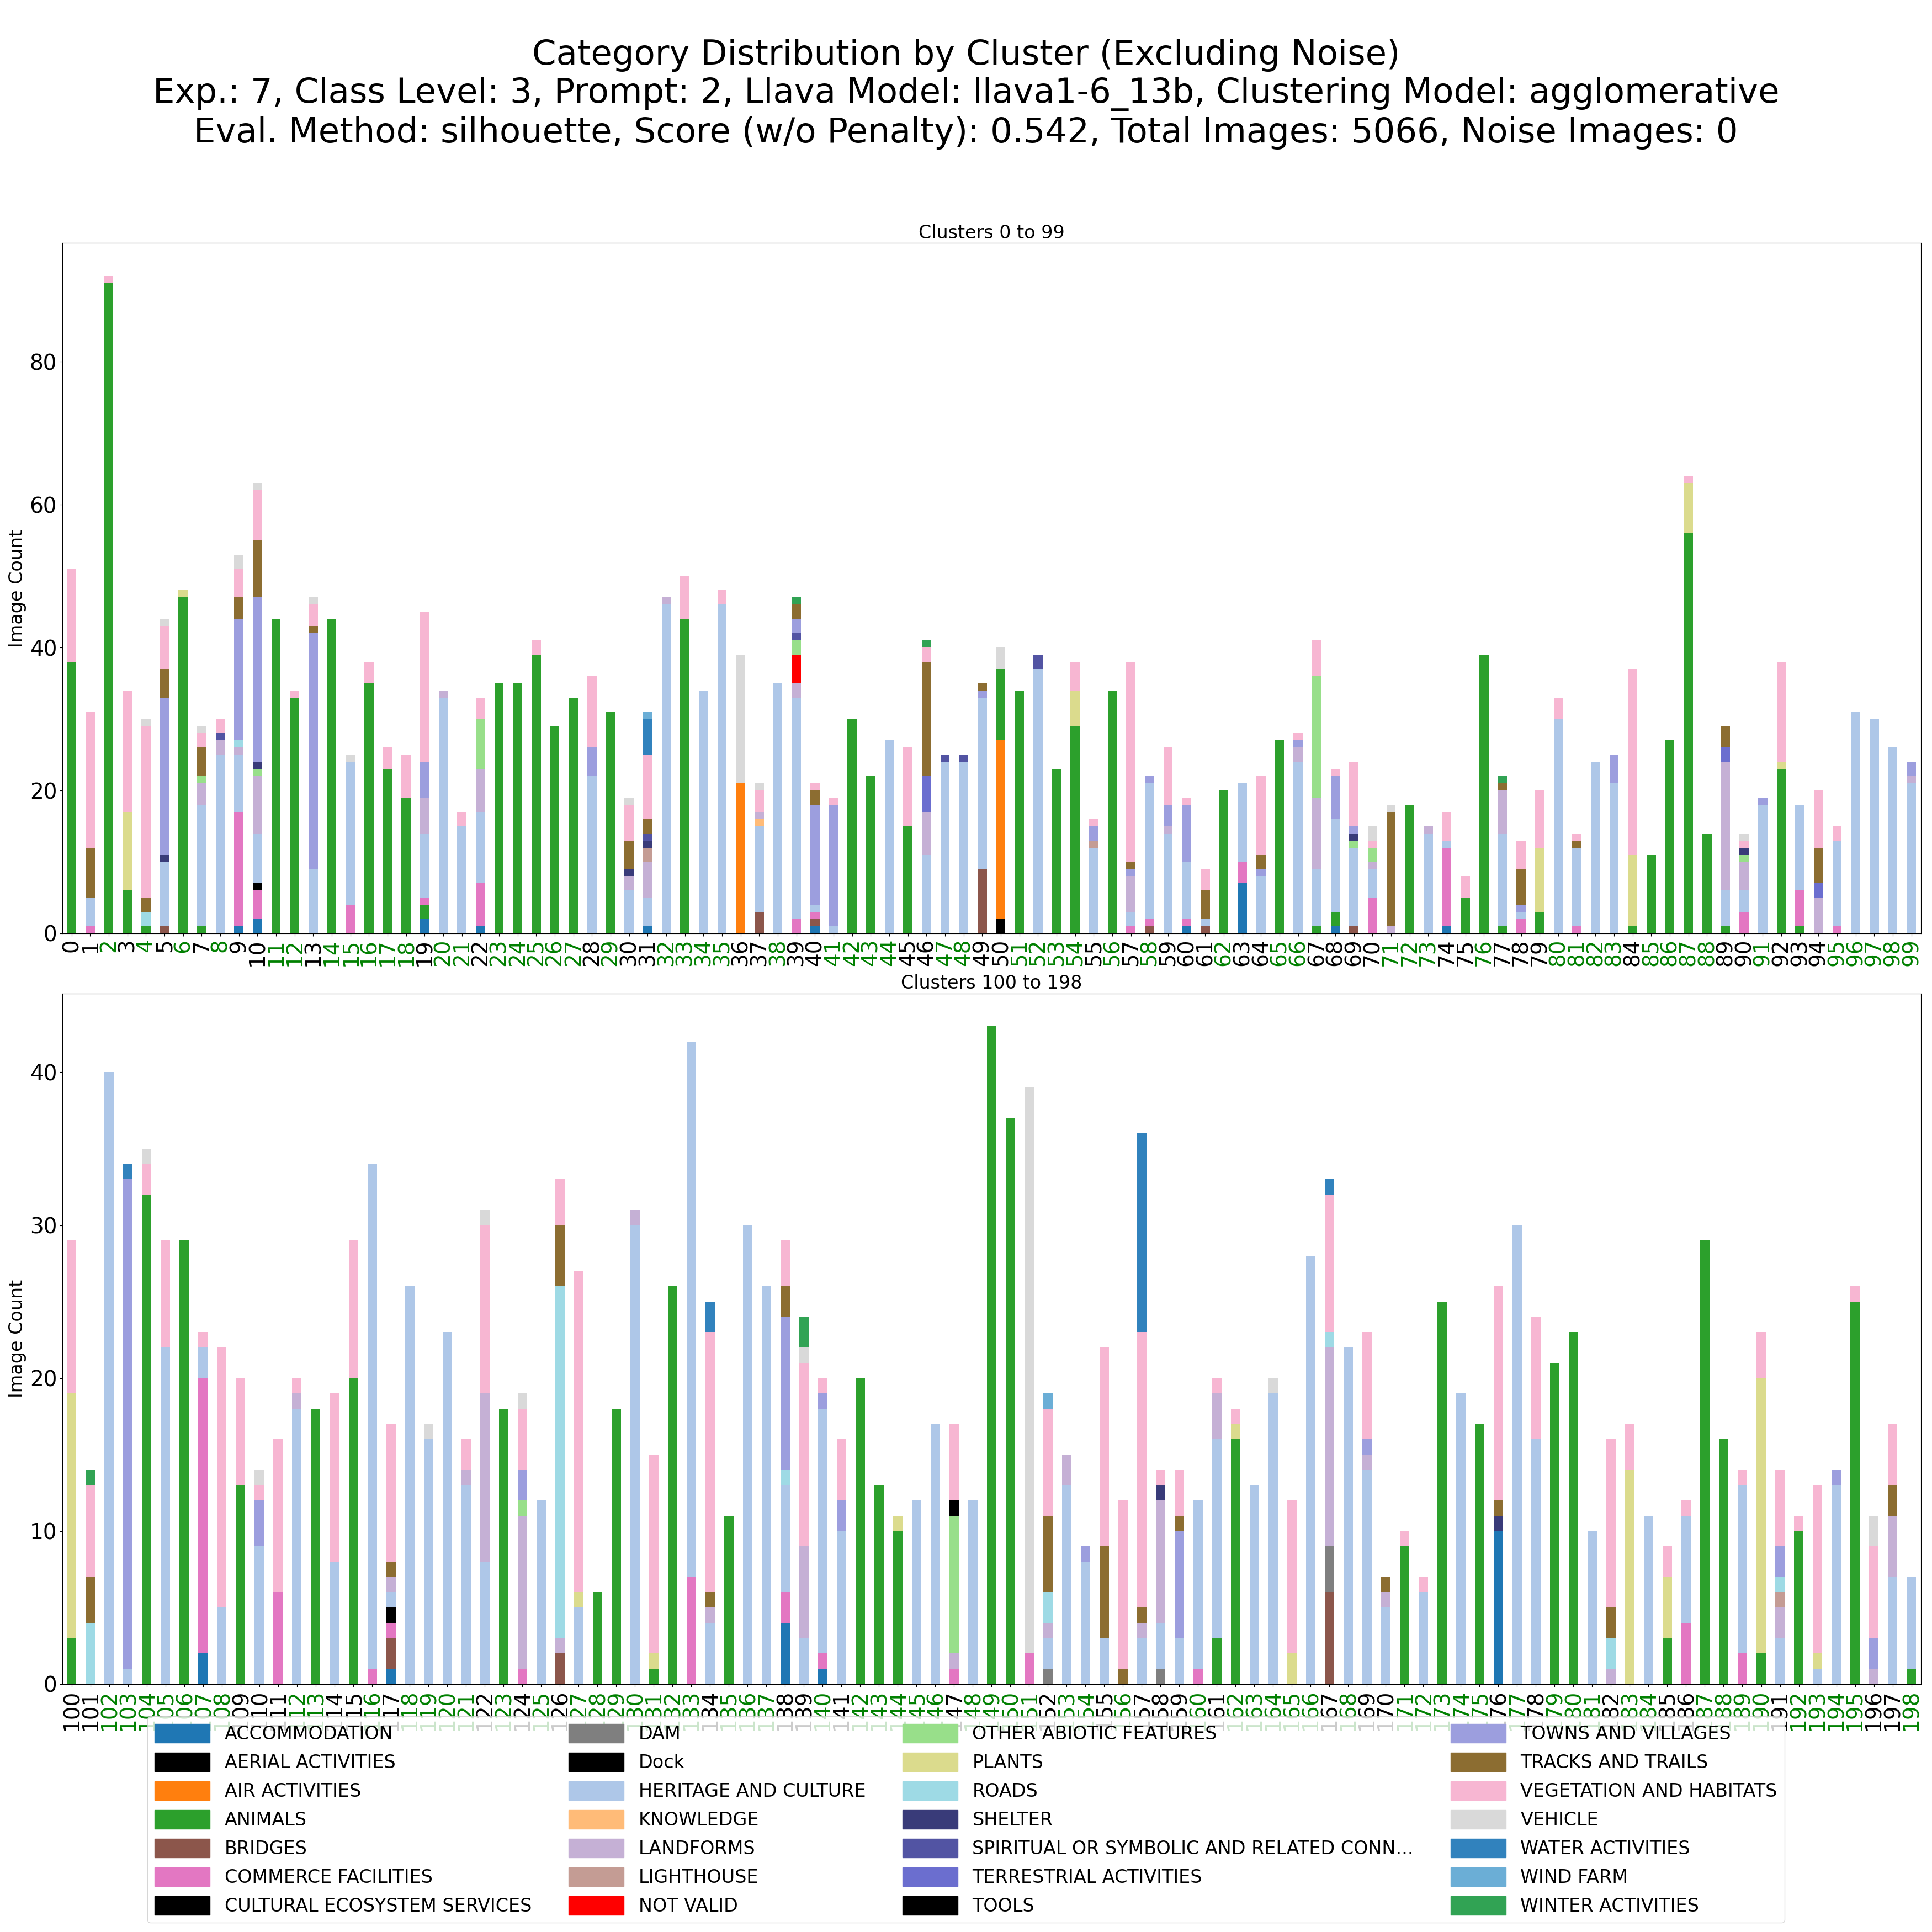 Category Distribution by Cluster (Excluding Noise)
Exp.: 7, Class Level: 3, Prompt: 2, Llava Model: llava1-6_13b, Clustering Model: agglomerative
Eval. Method: silhouette, Score (w/o Penalty): 0.542, Total Images: 5066, Noise Images: 0
Clusters 0 to 99
Image Count
80
60
40
20
0
0 1 2 3 4 5 6 7 8 9 10 11 12 13 14 15 16 17 18 19 20 21 22 23 24 25 26 27 28 29 30 31 32 33 34 35 36 37 38 39 40 41 42 43 44 45 46 47 48 49 50 51 52 53 54 55 56 57 58 59 60 61 62 63 64 65 66 67 68 69 70 71 72 73 74 75 76 77 78 79 80 81 82 83 84 85 86 87 88 89 90 91 92 93 94 95 96 97 98 99
Clusters 100 to 198
Image Count
40
30
20
10
0
100 101 102 103 104 105 106 107 108 109 110 111 112 113 114 115 116 117 118 119 120 121 122 123 124 125 126 127 128 129 130 131 132 133 134 135 136 137 138 139 140 141 142 143 144 145 146 147 148 149 150 151 152 153 154 155 156 157 158 159 160 161 162 163 164 165 166 167 168 169 170 171 172 173 174 175 176 177 178 179 180 181 182 183 184 185 186 187 188 189 190 191 192 193 194 195 196 197 198
ACCOMMODATION
AERIAL ACTIVITIES
AIR ACTIVITIES
ANIMALS
BRIDGES
COMMERCE FACILITIES
CULTURAL ECOSYSTEM SERVICES
DAM
Dock
HERITAGE AND CULTURE
KNOWLEDGE
LANDFORMS
LIGHTHOUSE
NOT VALID
OTHER ABIOTIC FEATURES
PLANTS
ROADS
SHELTER
SPIRITUAL OR SYMBOLIC AND RELATED CONN...
TERRESTRIAL ACTIVITIES
TOOLS
TOWNS AND VILLAGES
TRACKS AND TRAILS
VEGETATION AND HABITATS
VEHICLE
WATER ACTIVITIES
WIND FARM
WINTER ACTIVITIES